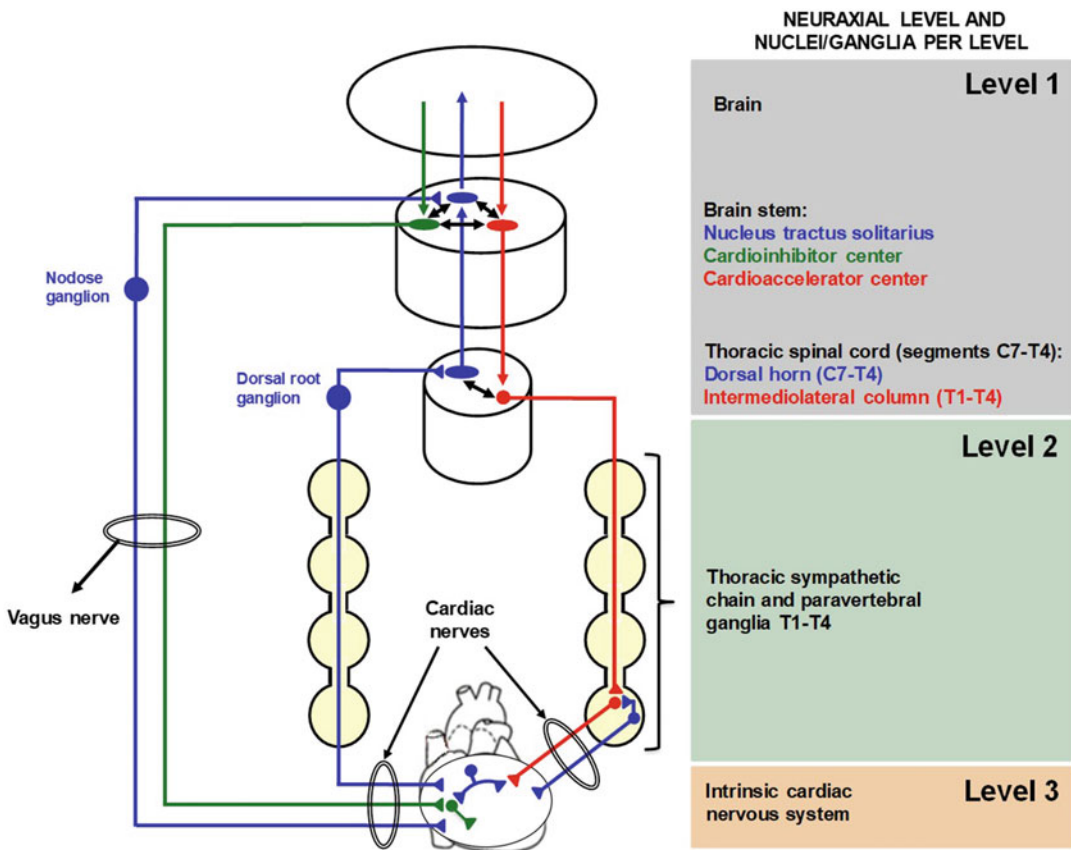 NEURAXIAL LEVEL AND
NUCLEI/GANGLIA PER LEVEL
Level 1
Brain
Brain stem:
Nucleus tractus solitarius
Cardioinhibitor center
Cardioaccelerator center
Thoracic spinal cord (segments C7-T4):
Dorsal horn (C7-T4)
Intermediolateral column (T1-T4)
Level 2
Thoracic sympathetic
chain and paravertebral
ganglia T1-T4
Level 3
Intrinsic cardiac
nervous system
Nodose
ganglion
Dorsal root
ganglion
Vagus nerve
Cardiac
nerves